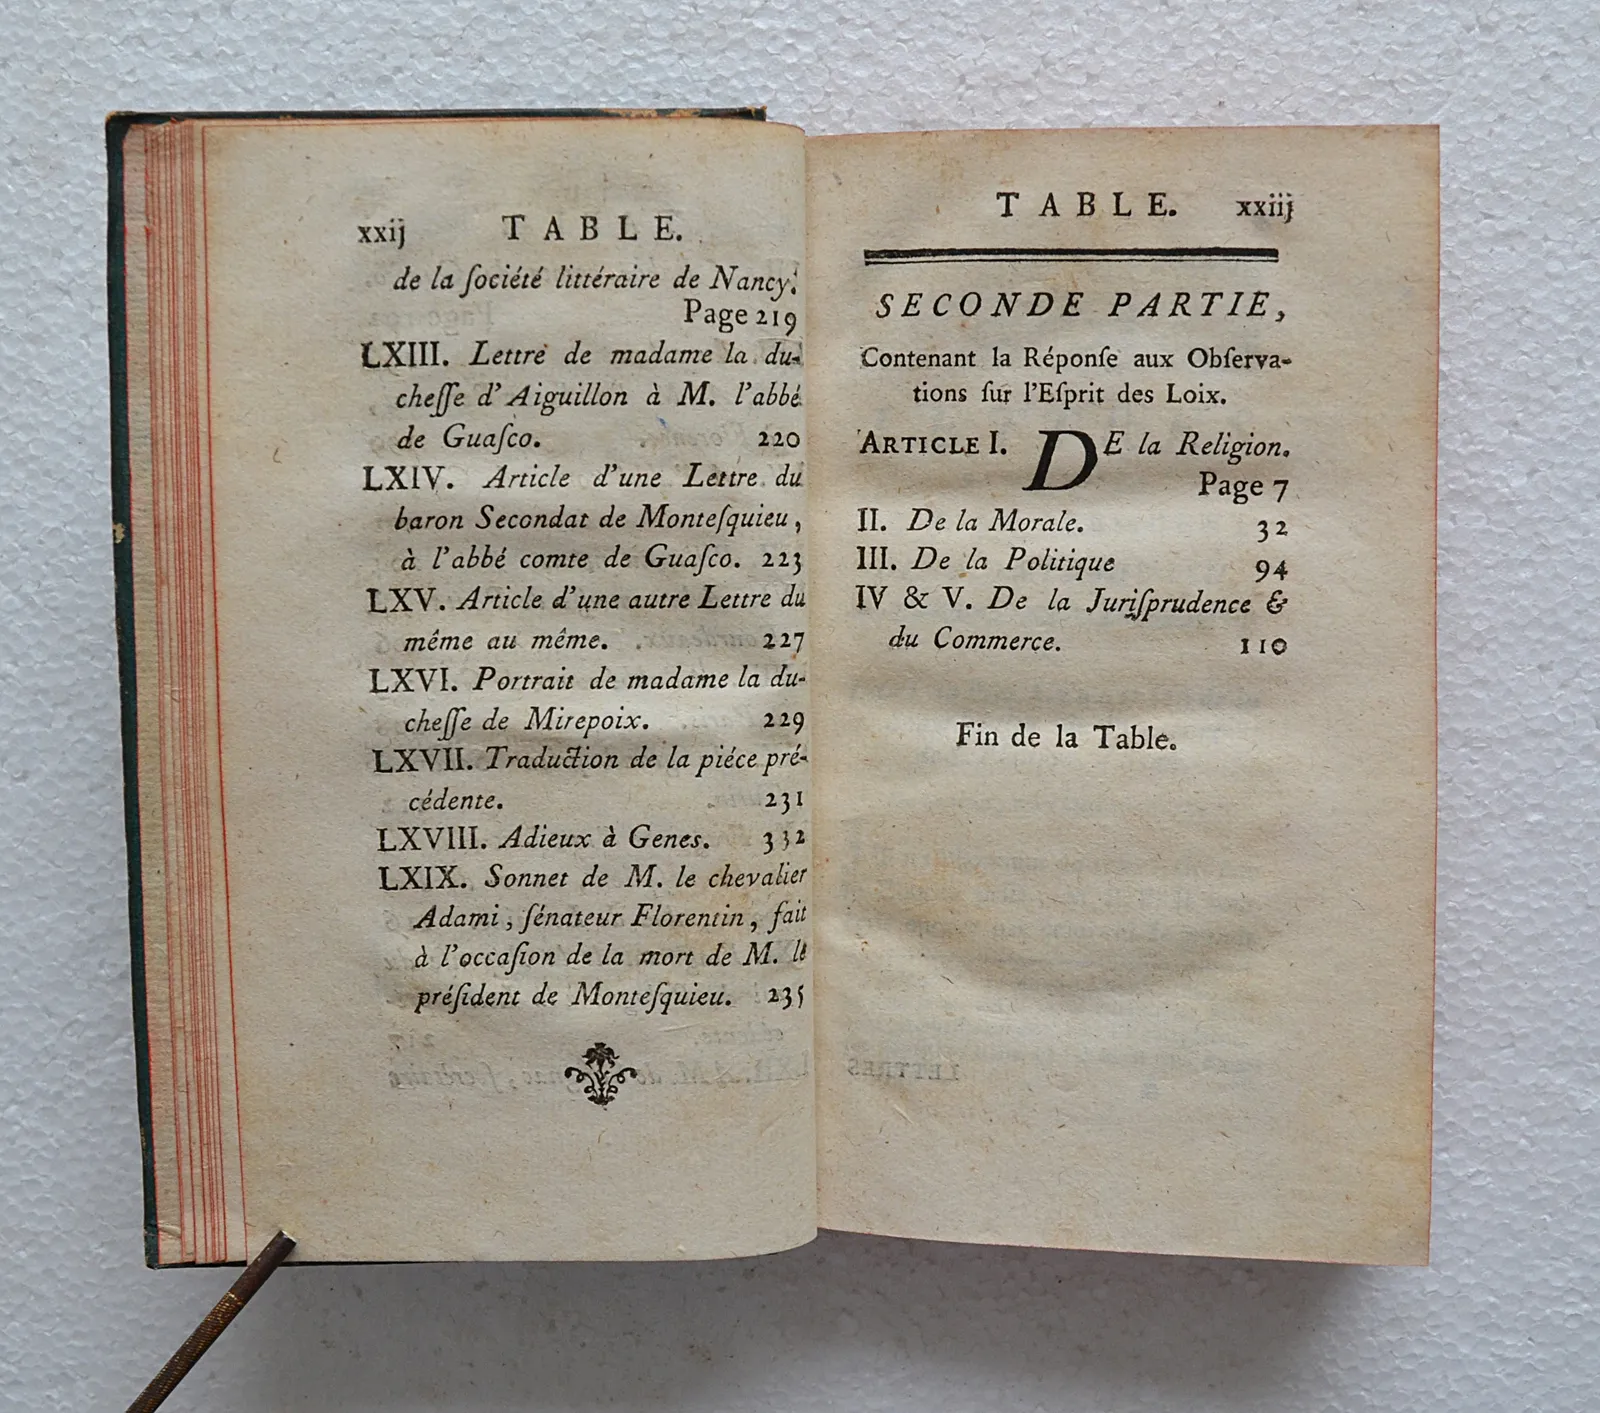 xxij TABLE.
de la ſociété littéraire de Nancy.
Page 219
LXIII. Lettre de madame la du-
cheſſe d'Aiguillon à M. l'abbé
de Guaſco. 220
LXIV. Article d'une Lettre du
baron Secondat de Monteſquieu,
à l'abbé comte de Guaſco. 223
LXV. Article d'une autre Lettre du
même au même. 227
LXVI. Portrait de madame la du-
cheſſe de Mirepoix. 229
LXVII. Traduction de la piéce pré-
cédente. 231
LXVIII. Adieux à Genes. 332
LXIX. Sonnet de M. le chevalier
Adami, ſénateur Florentin, fait
à l'occaſion de la mort de M. le
préſident de Monteſquieu. 235
TABLE. xxiij
SECONDE PARTIE,
Contenant la Réponſe aux Obſerva-
tions ſur l'Eſprit des Loix.
ARTICLE I. DE la Religion.
Page 7
II. De la Morale. 32
III. De la Politique 94
IV & V. De la Juriſprudence &
du Commerce. 110
Fin de la Table.